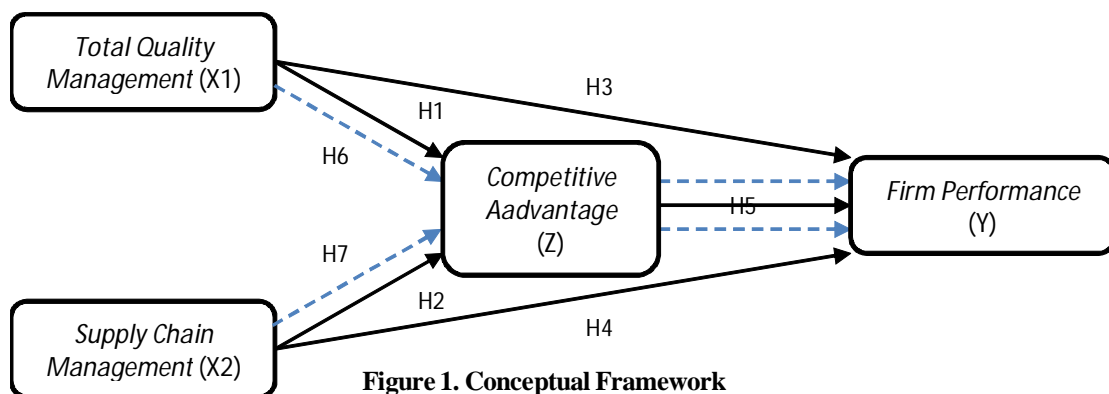 Total Quality
Management (X1)
H3
H1
H6
Competitive
Aadvantage
(Z)
H5
Firm Performance
(Y)
H7
H2
H4
Supply Chain
Management (X2)
Figure 1. Conceptual Framework